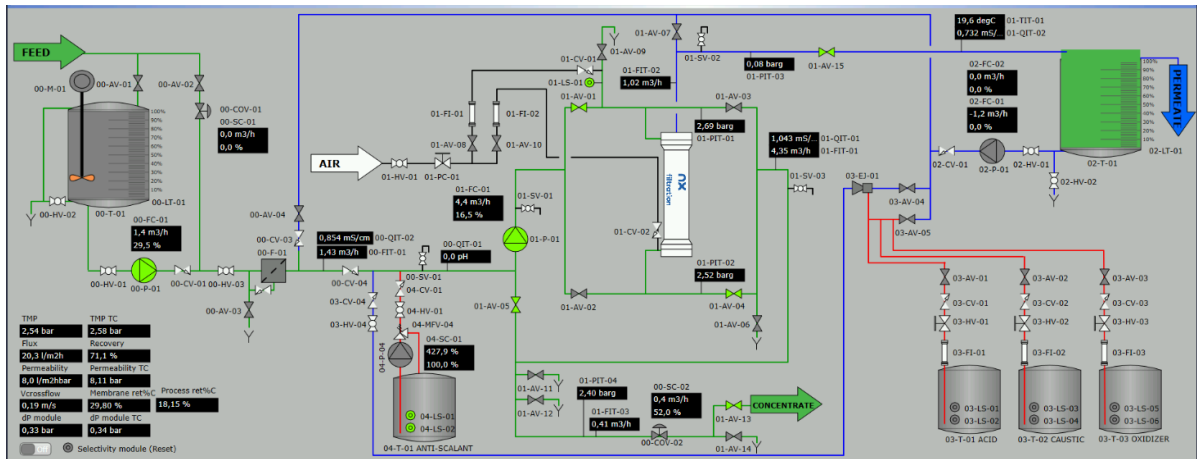 FEED
00-M-01
00-AV-01
00-AV-02
00-COV-01
00-SC-01
0,0 m3/h
0,0 %
100%
90%
80%
70%
60%
50%
40%
30%
20%
10%
00-HV-02
00-T-01
00-LT-01
00-FC-01
1,4 m3/h
29,5 %
00-HV-01
00-P-01
00-CV-01
00-HV-03
00-F-01
00-AV-03
00-AV-04
00-CV-03
0,854 mS/cm
00-QIT-02
1,43 m3/h
00-FIT-01
00-CV-04
00-SV-01
00-QIT-01
0,0 pH
AIR
01-HV-01
01-PC-01
01-FI-01
01-FI-02
01-AV-08
01-AV-10
01-CV-01
01-LS-01
01-AV-01
01-AV-09
01-FIT-02
1,02 m3/h
01-AV-07
01-SV-02
0,08 barg
01-PIT-03
01-AV-15
19,6 degC
01-TIT-01
0,732 mS/...
01-QIT-02
01-AV-03
2,69 barg
01-PIT-01
nx
filtration
01-CV-02
01-PIT-02
2,52 barg
01-AV-02
01-AV-04
01-AV-06
1,043 mS/...
01-QIT-01
4,35 m3/h
01-FIT-01
01-SV-03
01-FC-01
4,4 m3/h
16,5 %
01-SV-01
01-P-01
01-AV-05
02-FC-02
0,0 m3/h
0,0 %
02-FC-01
-1,2 m3/h
0,0 %
100%
90%
80%
70%
60%
50%
40%
30%
20%
10%
PERMEATE
02-LT-01
02-T-01
02-CV-01
02-P-01
02-HV-01
02-HV-02
03-EJ-01
03-AV-04
03-AV-05
03-AV-01
03-AV-02
03-AV-03
03-CV-01
03-CV-02
03-CV-03
03-HV-01
03-HV-02
03-HV-03
03-FI-01
03-FI-02
03-FI-03
03-LS-01
03-LS-02
03-LS-03
03-LS-04
03-LS-05
03-LS-06
03-T-01 ACID
03-T-02 CAUSTIC
03-T-03 OXIDIZER
03-CV-04
03-HV-04
04-CV-01
04-HV-01
04-MFV-04
04-P-04
04-SC-01
427,9 %
100,0 %
04-LS-01
04-LS-02
04-T-01 ANTI-SCALANT
01-AV-11
01-AV-12
01-PIT-04
2,40 barg
01-FIT-03
0,41 m3/h
00-SC-02
0,4 m3/h
52,0 %
00-COV-02
01-AV-13
01-AV-14
CONCENTRATE
TMP
TMP TC
2,54 bar
2,58 bar
Flux
Recovery
20,3 l/m2h
71,1 %
Permeability
Permeability TC
8,0 l/m2hbar
8,11 bar
Vcrossflow
Membrane ret%C
Process ret%C
0,19 m/s
29,80 %
18,15 %
dP module
dP module TC
0,33 bar
0,34 bar
Off
Selectivity module (Reset)